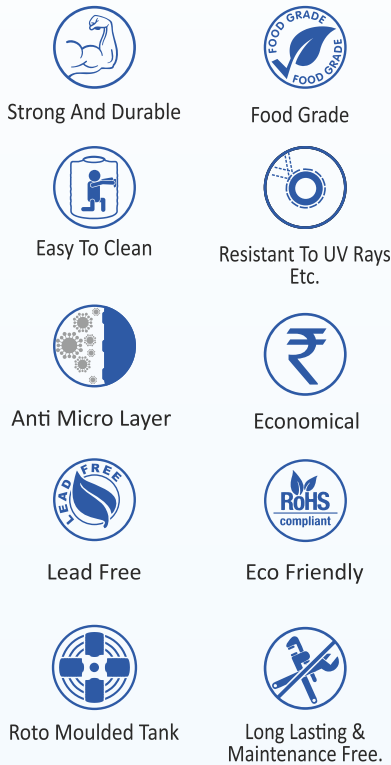 FOOD GRADE
FOOD GRADE
Strong And Durable
Food Grade
Easy To Clean
Resistant To UV Rays
Etc.
₹
Anti Micro Layer
Economical
LEAD FREE
RoHS
compliant
Lead Free
Eco Friendly
Roto Moulded Tank
Long Lasting &
Maintenance Free.